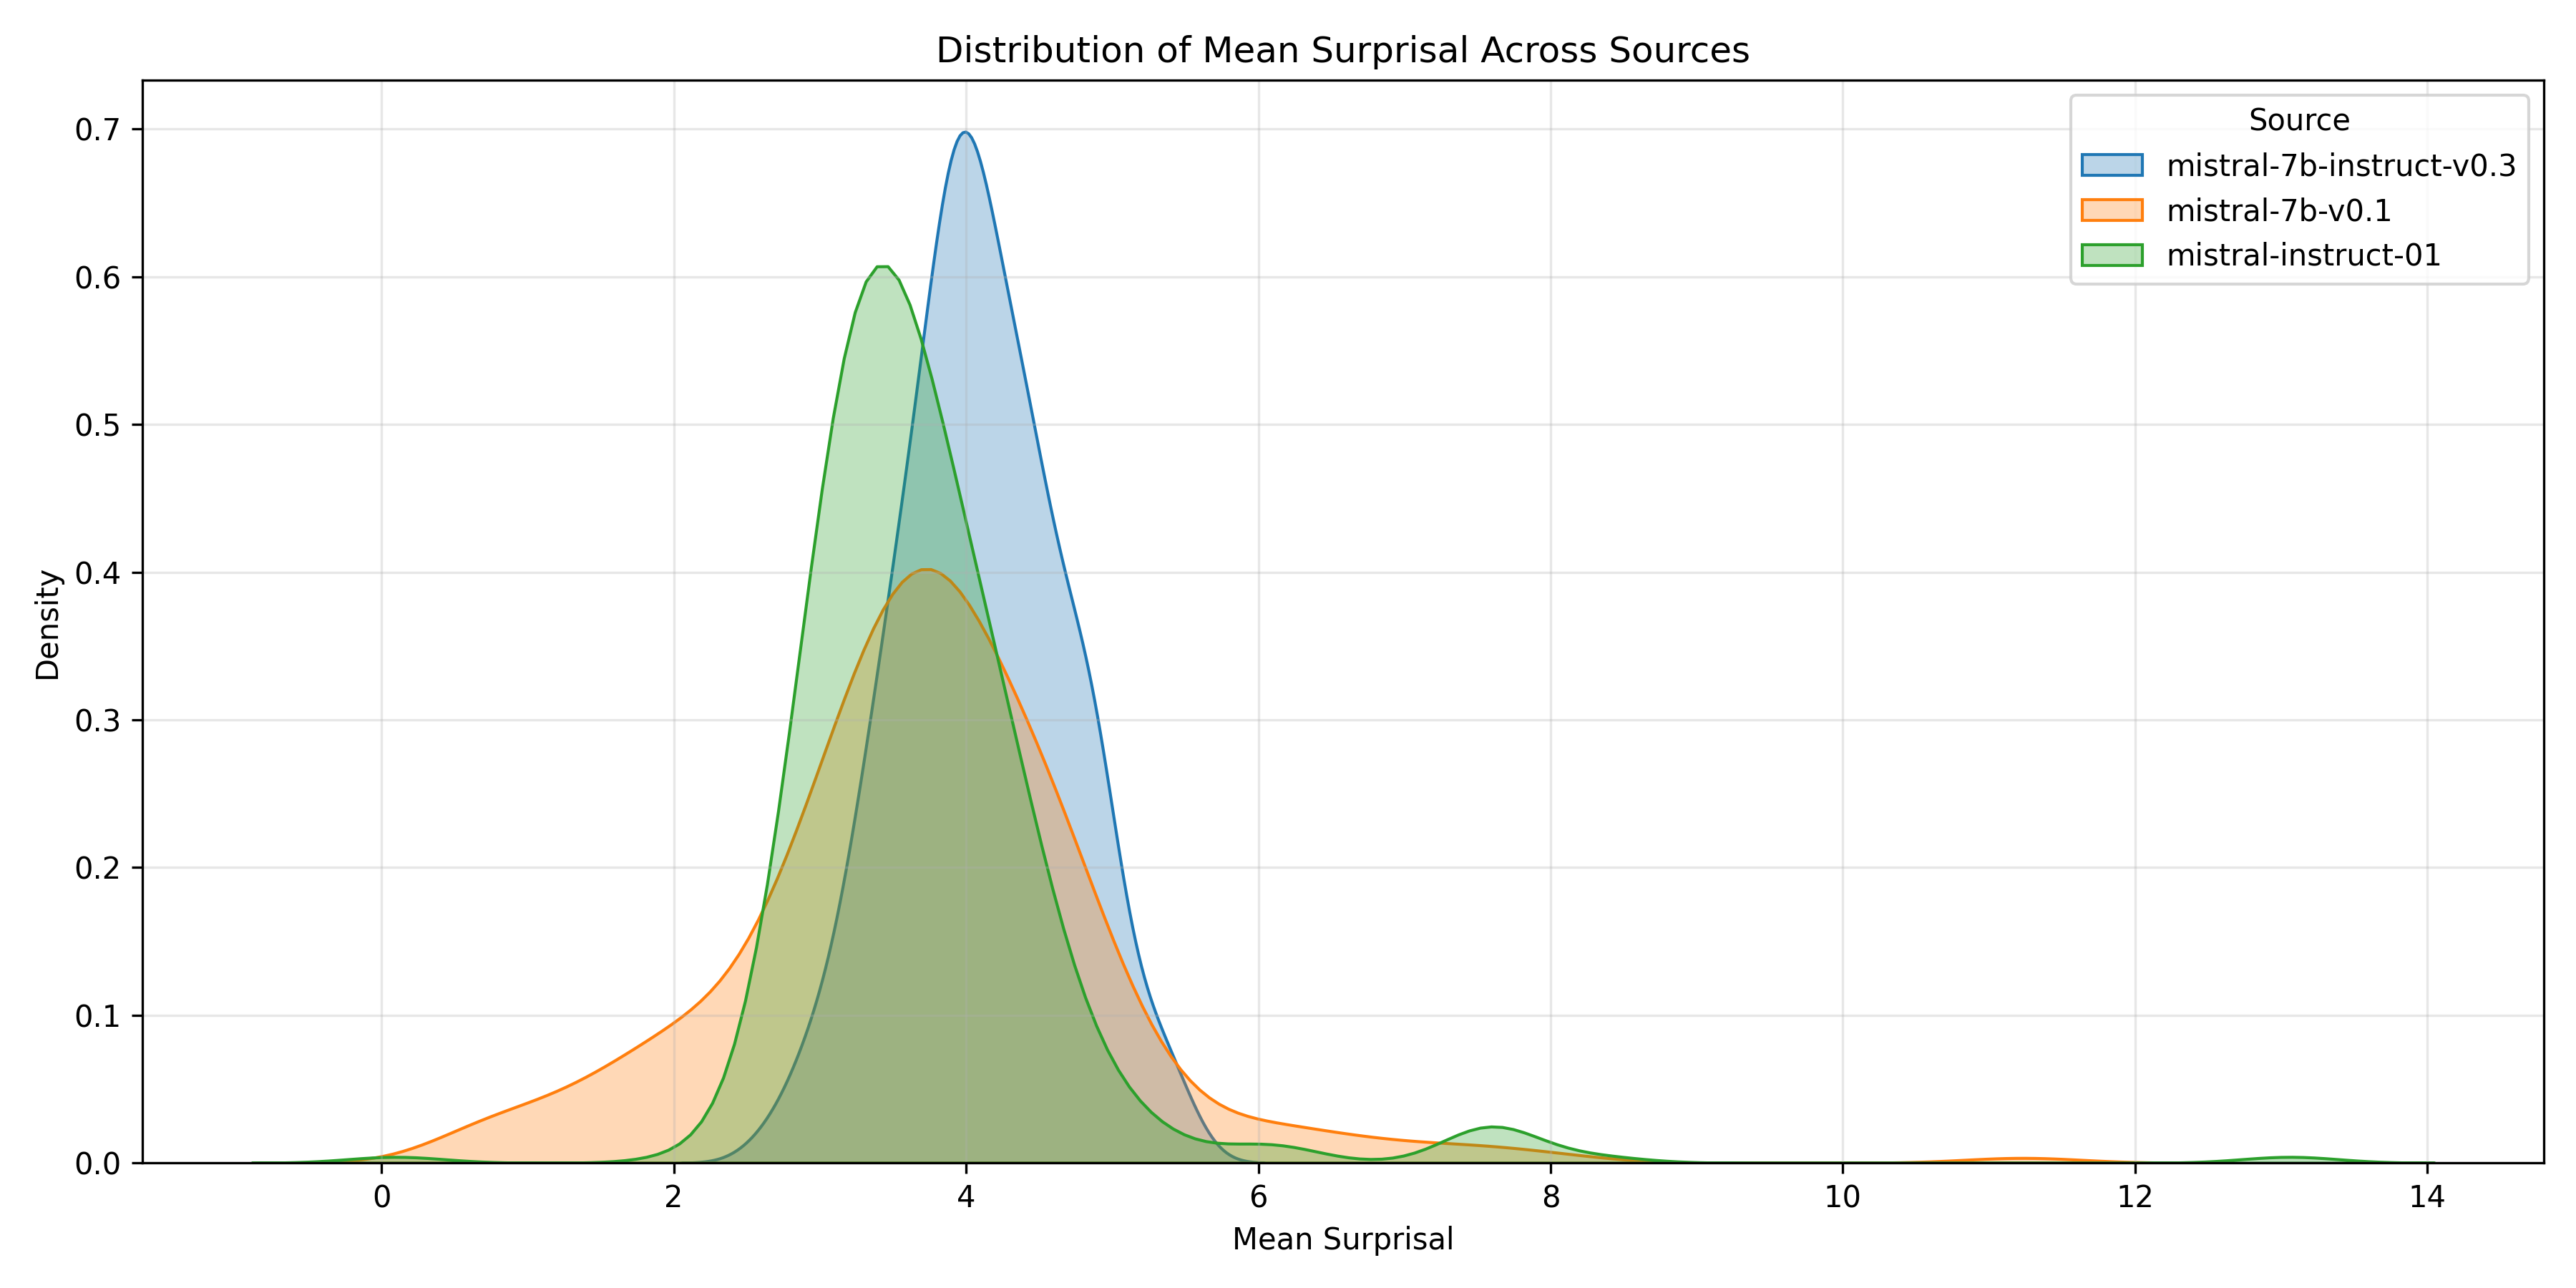 Distribution of Mean Surprisal Across Sources
Source
mistral-7b-instruct-v0.3
mistral-7b-v0.1
mistral-instruct-01
Density
0.7
0.6
0.5
0.4
0.3
0.2
0.1
0.0
0 2 4 6 8 10 12 14
Mean Surprisal